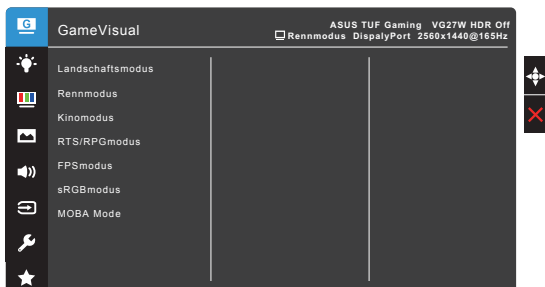 G
GameVisual
ASUS TUF Gaming VG27W HDR Off
Rennmodus DispalyPort 2560x1440@165Hz
Landschaftsmodus
Rennmodus
Kinomodus
RTS/RPGmodus
FPSmodus
sRGBmodus
MOBA Mode